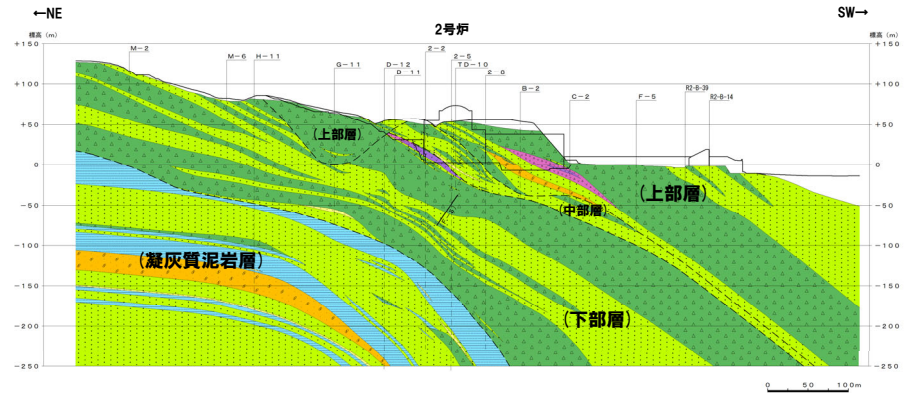 ←NE
SW→
2号炉
標高（m）
標高（m）
+150
+100
+50
0
-50
-100
-150
-200
-250
+150
+100
+50
0
-50
-100
-150
-200
-250
M-2
M-6
H-11
G-11
D-12
D-11
2-2
2-5
TD-10
B-2
C-2
F-5
R2-B-39
R2-B-14
(上部層)
(上部層)
(中部層)
(凝灰質泥岩層)
(下部層)
0 50 100m